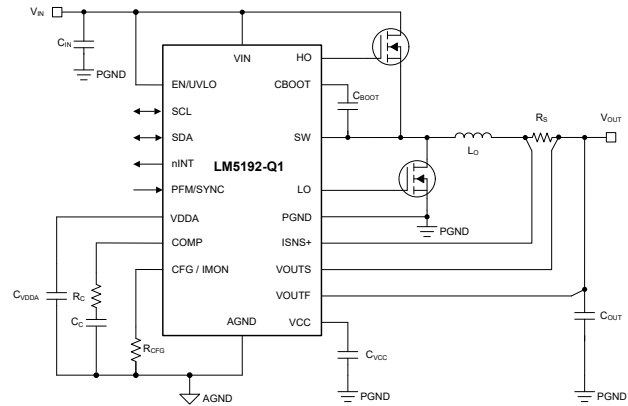 VIN
CIN
PGND
VIN
HO
EN/UVLO
CBOOT
CBOOT
SCL
SDA
SW
RS
VOUT
LO
nINT
LM5192-Q1
PFM/SYNC
LO
VDDA
PGND
PGND
COMP
ISNS+
CFG / IMON
VOUTS
VOUTF
CVDDA
RC
CC
RCFG
AGND
VCC
CVCC
COUT
AGND
PGND
PGND